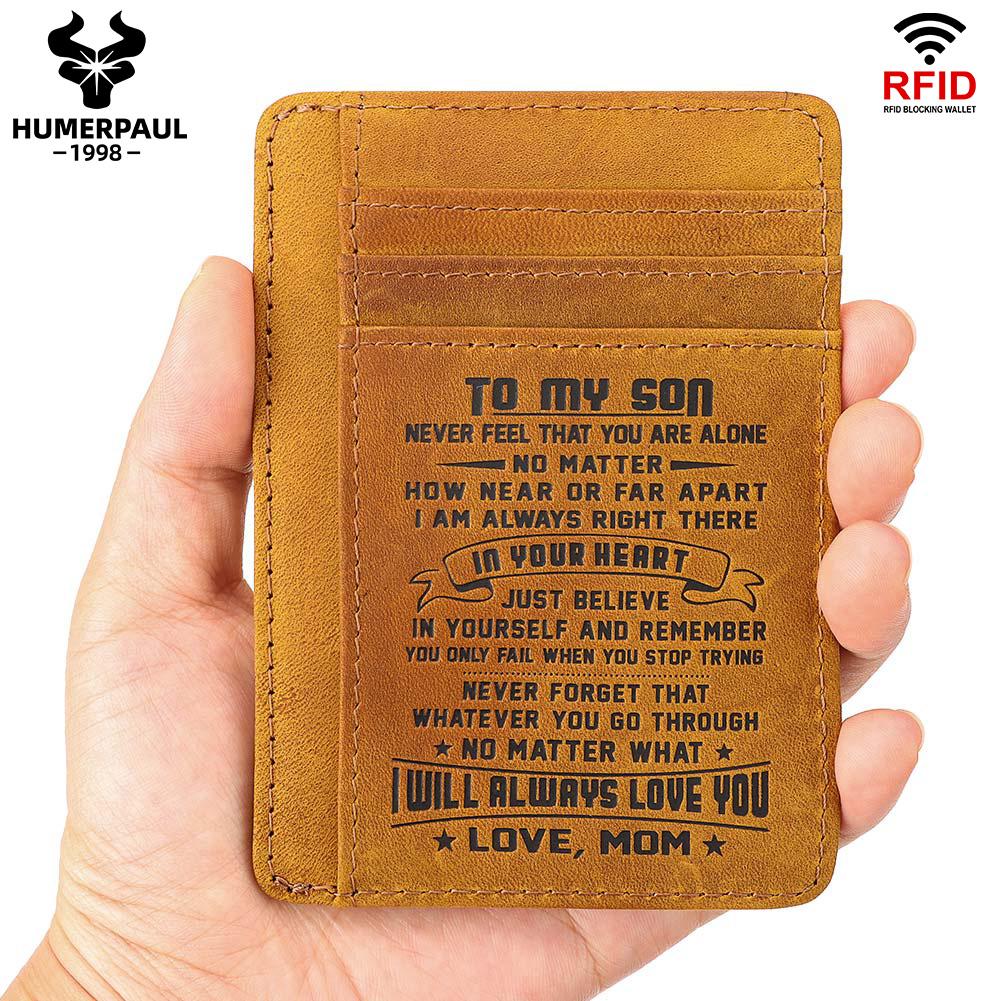 HUMERPAUL
1998
RFID
RFID BLOCKING WALLET
TO MY SON
NEVER FEEL THAT YOU ARE ALONE
NO MATTER
HOW NEAR OR FAR APART
I AM ALWAYS RIGHT THERE
IN YOUR HEART
JUST BELIEVE
IN YOURSELF AND REMEMBER
YOU ONLY FAIL WHEN YOU STOP TRYING
NEVER FORGET THAT
WHATEVER YOU GO THROUGH
★ NO MATTER WHAT ★
I WILL ALWAYS LOVE YOU
★ LOVE, MOM ★